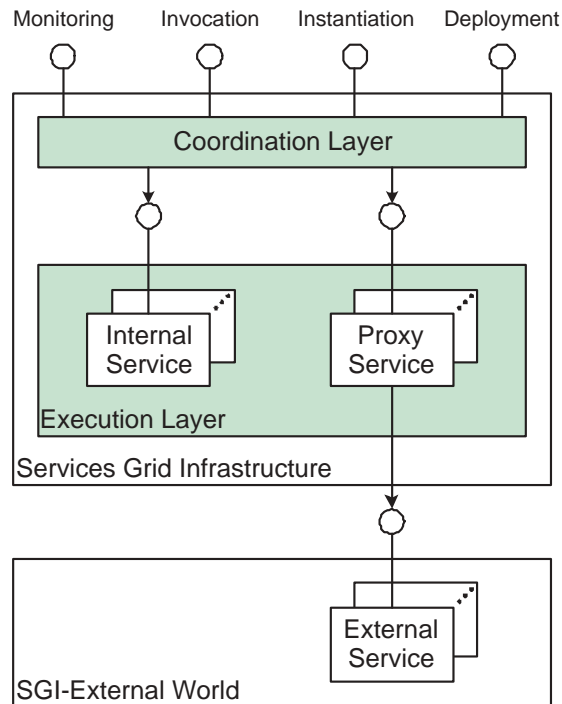 Monitoring Invocation Instantiation Deployment
Coordination Layer
Internal
Service
Proxy
Service
Execution Layer
Services Grid Infrastructure
External
Service
SGI-External World